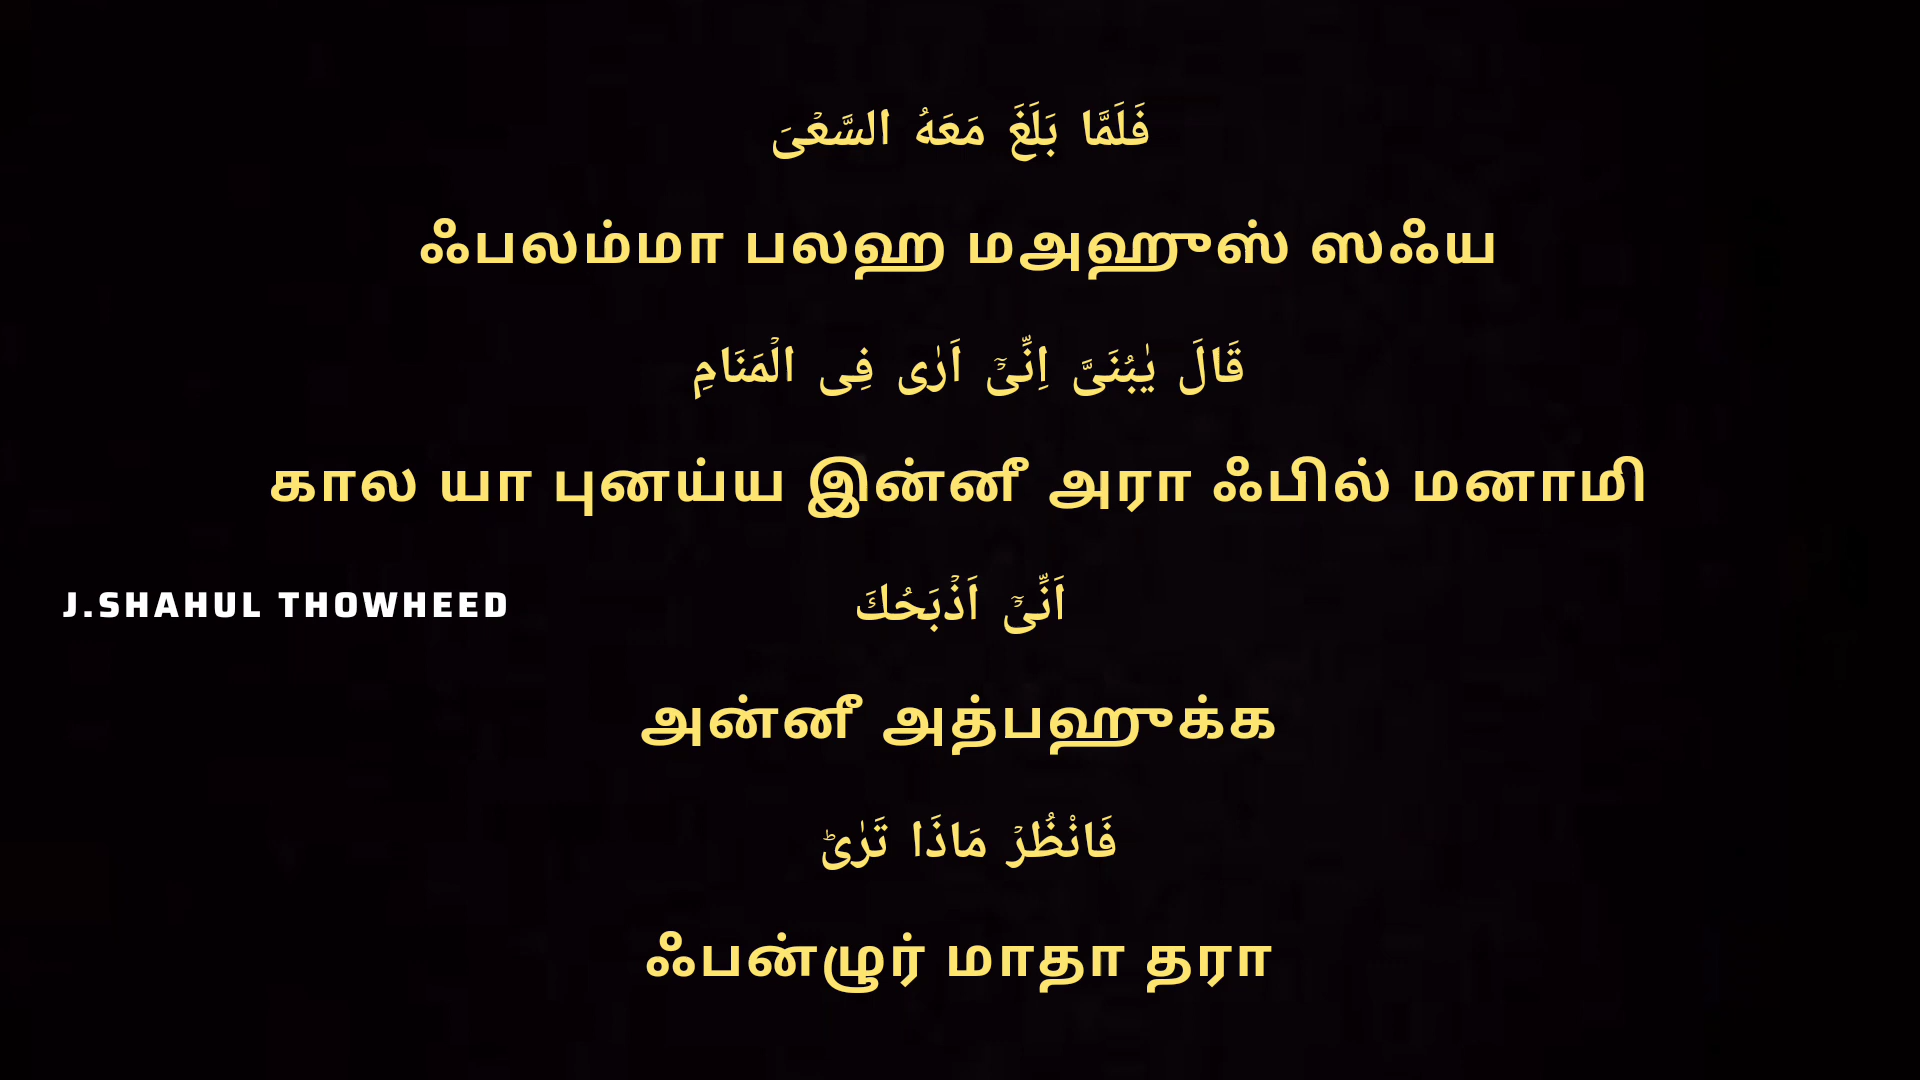 فَلَمَّا بَلَغَ مَعَهُ السَّعۡىَ
ஃபலம்மா பலஹ மஅஹுஸ் ஸஃய
قَالَ يٰبُنَىَّ اِنِّىۡۤ اَرٰى فِى الۡمَنَامِ
கால யா புனய்ய இன்னீ அரா ஃபில் மனாமி
J.SHAHUL THOWHEED
اَنِّىۡۤ اَذۡبَحُكَ
அன்னீ அத்பஹுக்க
فَانْظُرۡ مَاذَا تَرٰىؕ
ஃபன்ழுர் மாதா தரா